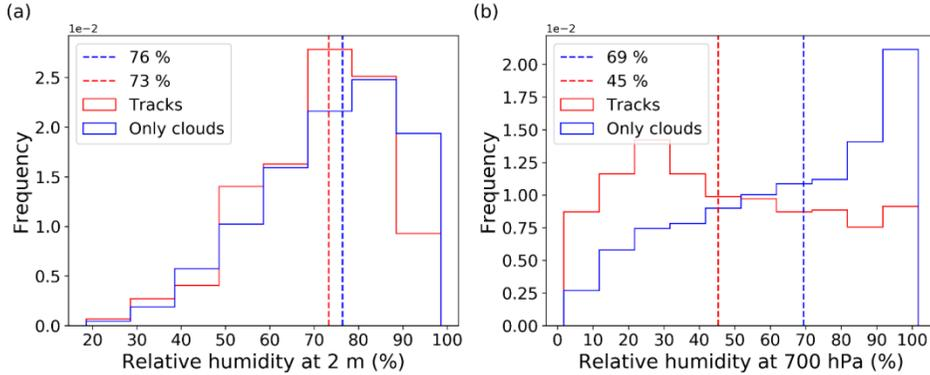 (a)
1e−2
76 %
73 %
Tracks
Only clouds
Frequency
2.5
2.0
1.5
1.0
0.5
0.0
20 30 40 50 60 70 80 90 100
Relative humidity at 2 m (%)
(b)
1e−2
69 %
45 %
Tracks
Only clouds
Frequency
2.00
1.75
1.50
1.25
1.00
0.75
0.50
0.25
0.00
0 10 20 30 40 50 60 70 80 90 100
Relative humidity at 700 hPa (%)